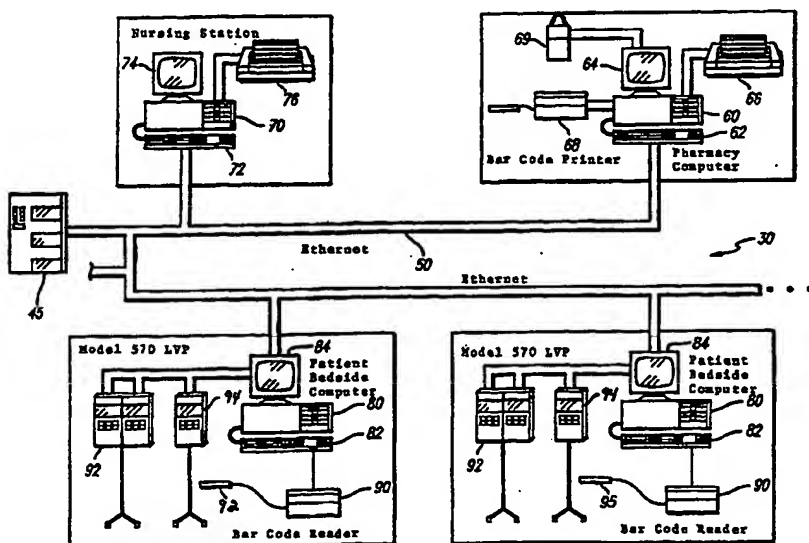 Nursing Station
74
76
70
72
69
64
66
60
68
62
Bar Code Printer
Pharmacy
Computer
45
Ethernet
50
Ethernet
30
Model 570 LVP
84
Patient
Bedside
Computer
94
80
82
92
92
90
Bar Code Reader
Model 570 LVP
84
Patient
Bedside
Computer
94
80
82
92
95
90
Bar Code Reader